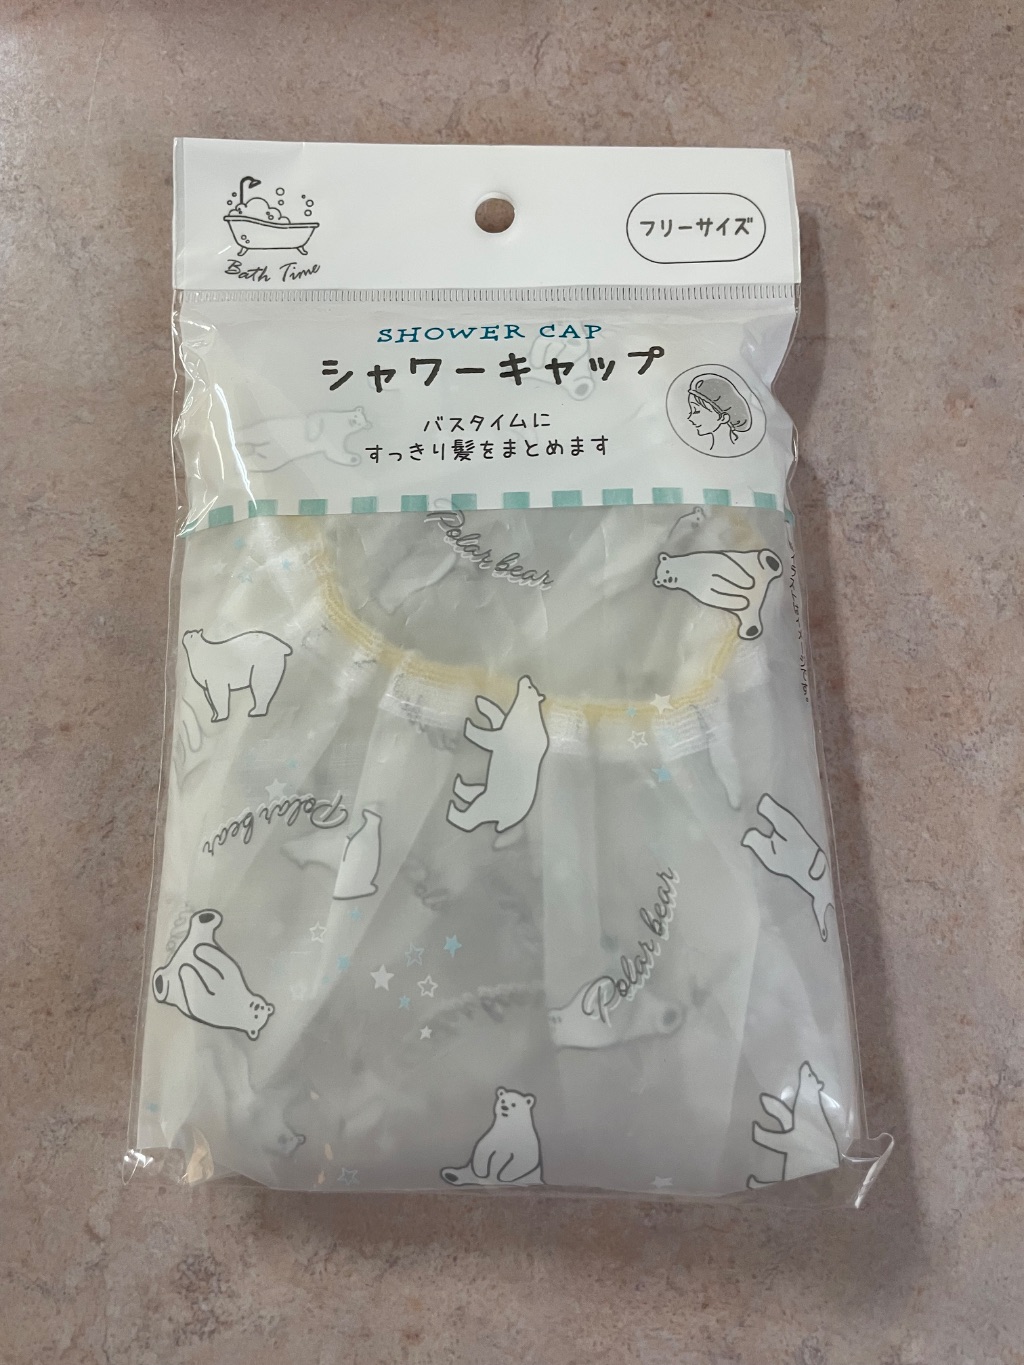 Bath Time
フリーサイズ
SHOWER CAP
シャワーキャップ
バスタイムに
すっきり髪をまとめます
Polar bear
Polar bear
Polar bear